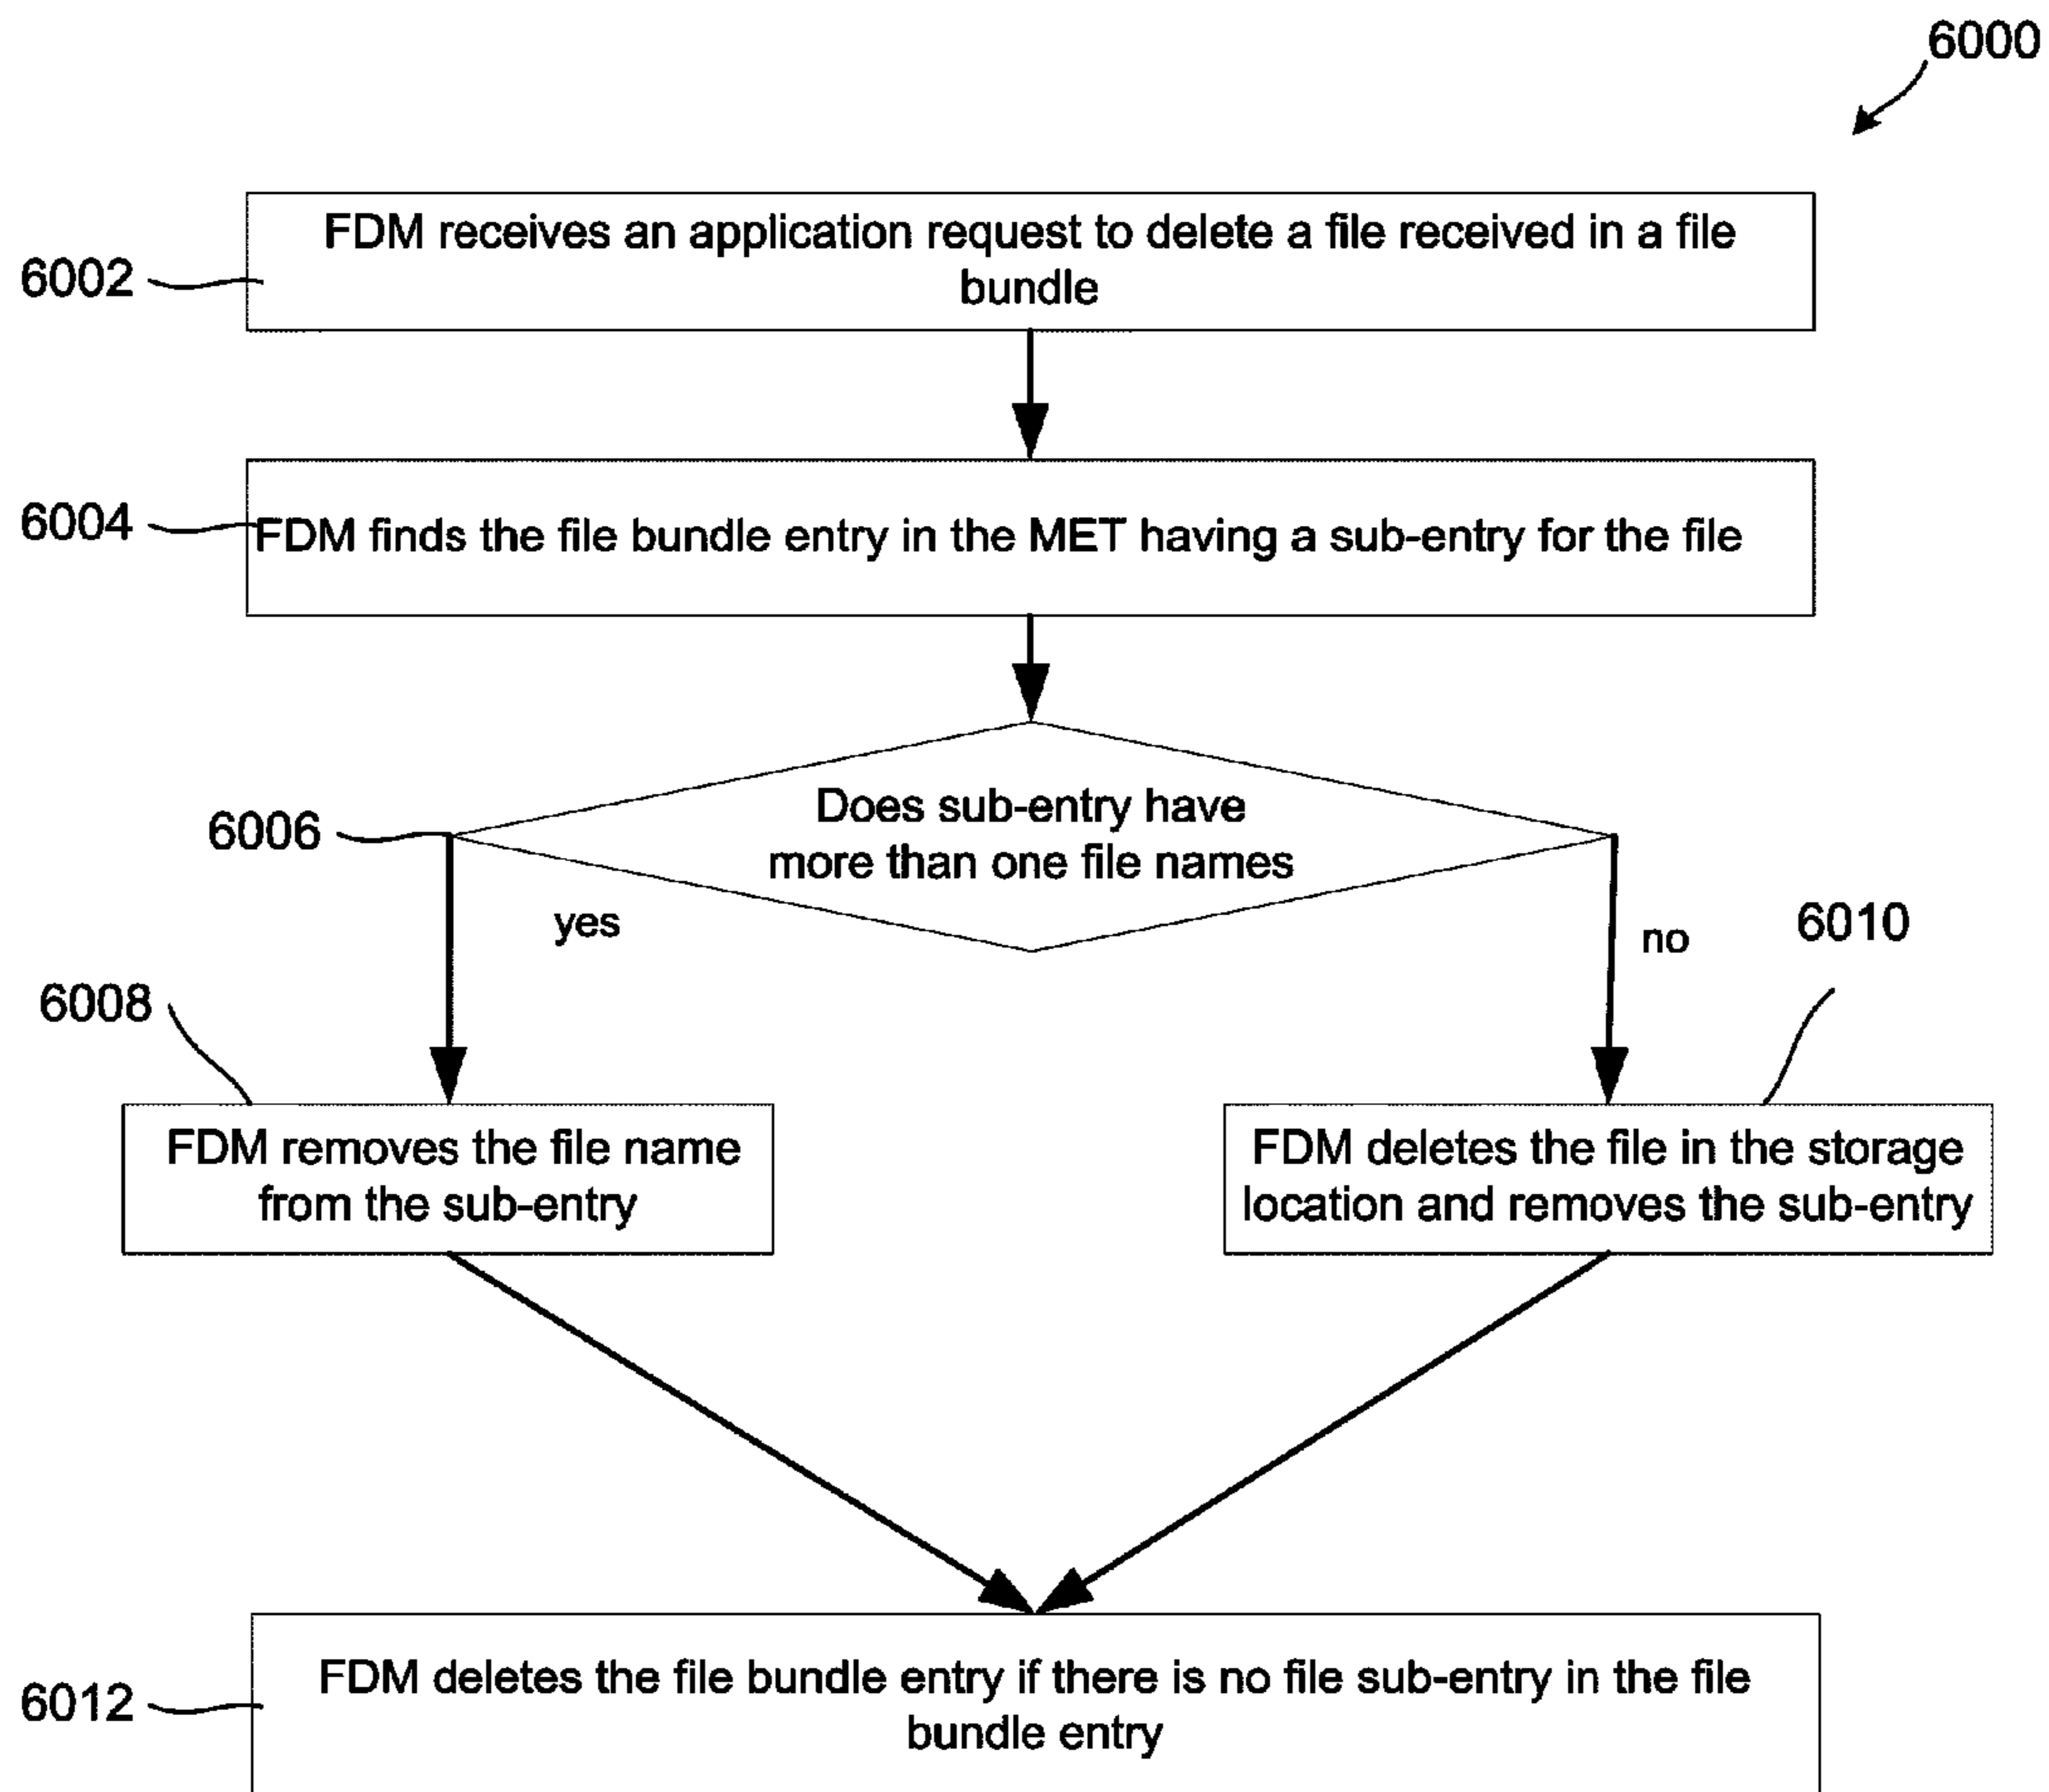 6000
FDM receives an application request to delete a file received in a file
bundle
6002
6004
FDM finds the file bundle entry in the MET having a sub-entry for the file
Does sub-entry have
more than one file names
6006
yes
no
6010
6008
FDM removes the file name
from the sub-entry
FDM deletes the file in the storage
location and removes the sub-entry
FDM deletes the file bundle entry if there is no file sub-entry in the file
bundle entry
6012